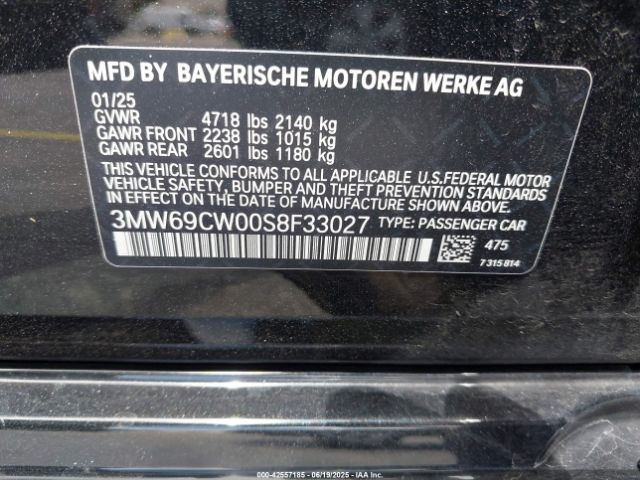 MFD BY BAYERISCHE MOTOREN WERKE AG
01/25
GVWR 4718 lbs 2140 kg
GAWR FRONT 2238 lbs 1015 kg
GAWR REAR 2601 lbs 1180 kg
THIS VEHICLE CONFORMS TO ALL APPLICABLE U.S.FEDERAL MOTOR
VEHICLE SAFETY, BUMPER AND THEFT PREVENTION STANDARDS
IN EFFECT ON THE DATE OF MANUFACTURE SHOWN ABOVE.
3MW69CW00S8F33027 TYPE: PASSENGER CAR
475
7 315 814
000-42557185 - 06/19/2025 - IAA Inc.